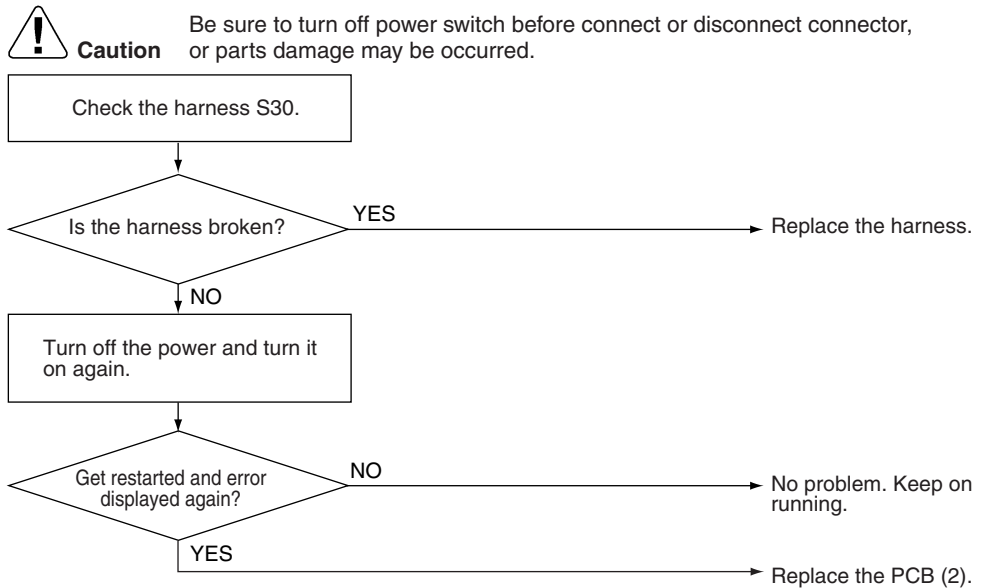 Be sure to turn off power switch before connect or disconnect connector,
! Caution or parts damage may be occurred.
Check the harness S30.
Is the harness broken?
YES
Replace the harness.
NO
Turn off the power and turn it
on again.
Get restarted and error
displayed again?
NO
No problem. Keep on
running.
YES
Replace the PCB (2).